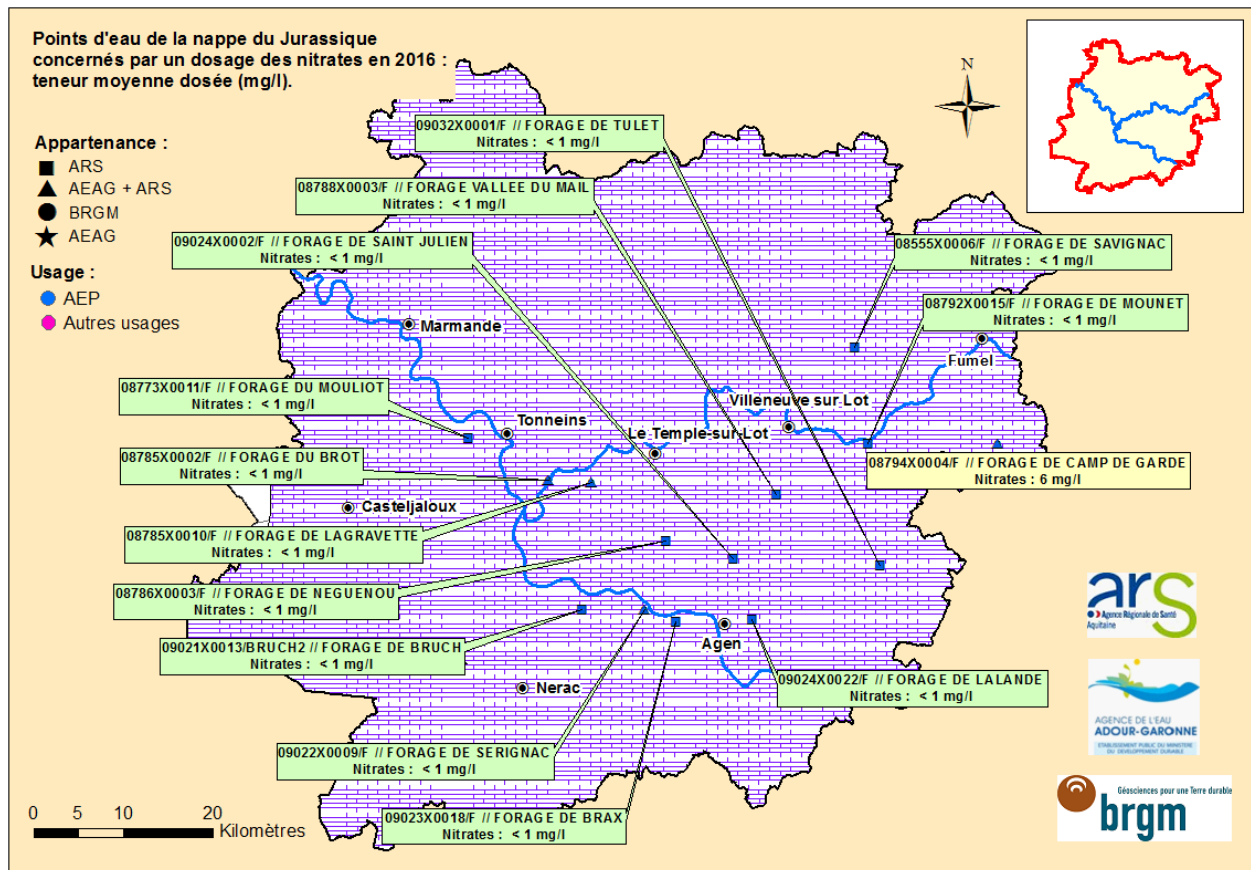 Points d'eau de la nappe du Jurassique
concernés par un dosage des nitrates en 2016 :
teneur moyenne dosée (mg/l).
Appartenance :
ARS
AEAG + ARS
BRGM
AEAG
Usage :
AEP
Autres usages
N
09032X0001/F // FORAGE DE TULET
Nitrates : < 1 mg/l
08788X0003/F // FORAGE VALLEE DU MAIL
Nitrates : < 1 mg/l
09024X0002/F // FORAGE DE SAINT JULIEN
Nitrates : < 1 mg/l
08555X0006/F // FORAGE DE SAVIGNAC
Nitrates : < 1 mg/l
08792X0015/F // FORAGE DE MOUNET
Nitrates : < 1 mg/l
Marmande
Fumel
08773X0011/F // FORAGE DU MOULIOT
Nitrates : < 1 mg/l
Villeneuve sur Lot
Tonneins
Le Temple-sur-Lot
08785X0002/F // FORAGE DU BROT
Nitrates : < 1 mg/l
08794X0004/F // FORAGE DE CAMP DE GARDE
Nitrates : 6 mg/l
Casteljaloux
08785X0010/F // FORAGE DE LAGRAVETTE
Nitrates : < 1 mg/l
08786X0003/F // FORAGE DE NEGUENOU
Nitrates : < 1 mg/l
09021X0013/BRUCH2 // FORAGE DE BRUCH
Nitrates : < 1 mg/l
Agen
09024X0022/F // FORAGE DE LALANDE
Nitrates : < 1 mg/l
Nerac
09022X0009/F // FORAGE DE SERIGNAC
Nitrates : < 1 mg/l
09023X0018/F // FORAGE DE BRAX
Nitrates : < 1 mg/l
0 5 10 20
Kilomètres
ars
Agence Régionale de Santé
Aquitaine
AGENCE DE L'EAU
ADOUR-GARONNE
ETABLISSEMENT PUBLIC DU MINISTERE
DU DEVELOPPEMENT DURABLE
Géosciences pour une Terre durable
brgm